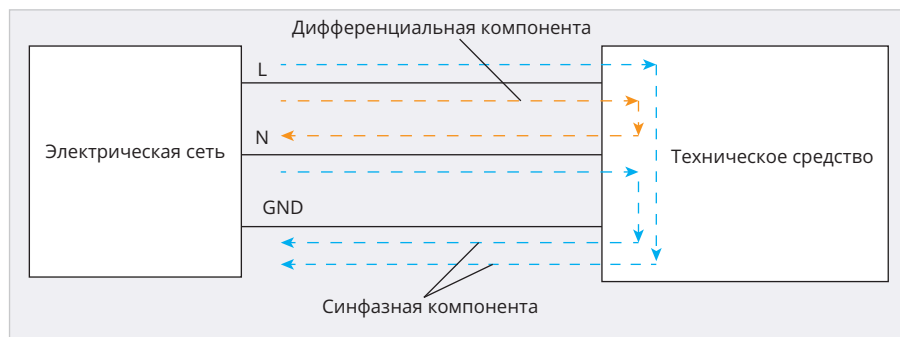 Дифференциальная компонента
L
N
Электрическая сеть
Техническое средство
GND
Синфазная компонента